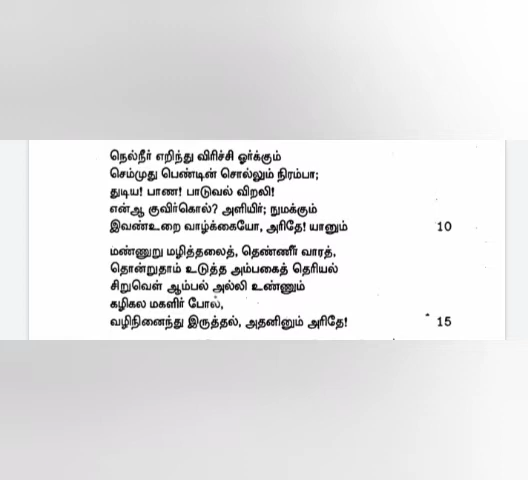 நெல்நீர் எறிந்து விரிச்சி ஓர்க்கும்
செம்முது பெண்டின் சொல்லும் நிரம்பா;
துடிய! பாண! பாடுவல் விறலி!
என்ஆ குவிர்கொல்? அளியிர்; நுமக்கும்
இவண்உறை வாழ்க்கையோ, அரிதே! யானும் 10
மண்ணுறு மழித்தலைத், தெண்ணீர் வாரத்,
தொன்றுதாம் உடுத்த அம்பகைத் தெரியல்
சிறுவெள் ஆம்பல் அல்லி உண்ணும்
கழிகல மகளிர் போல,
வழிநினைந்து இருத்தல், அதனினும் அரிதே! 15